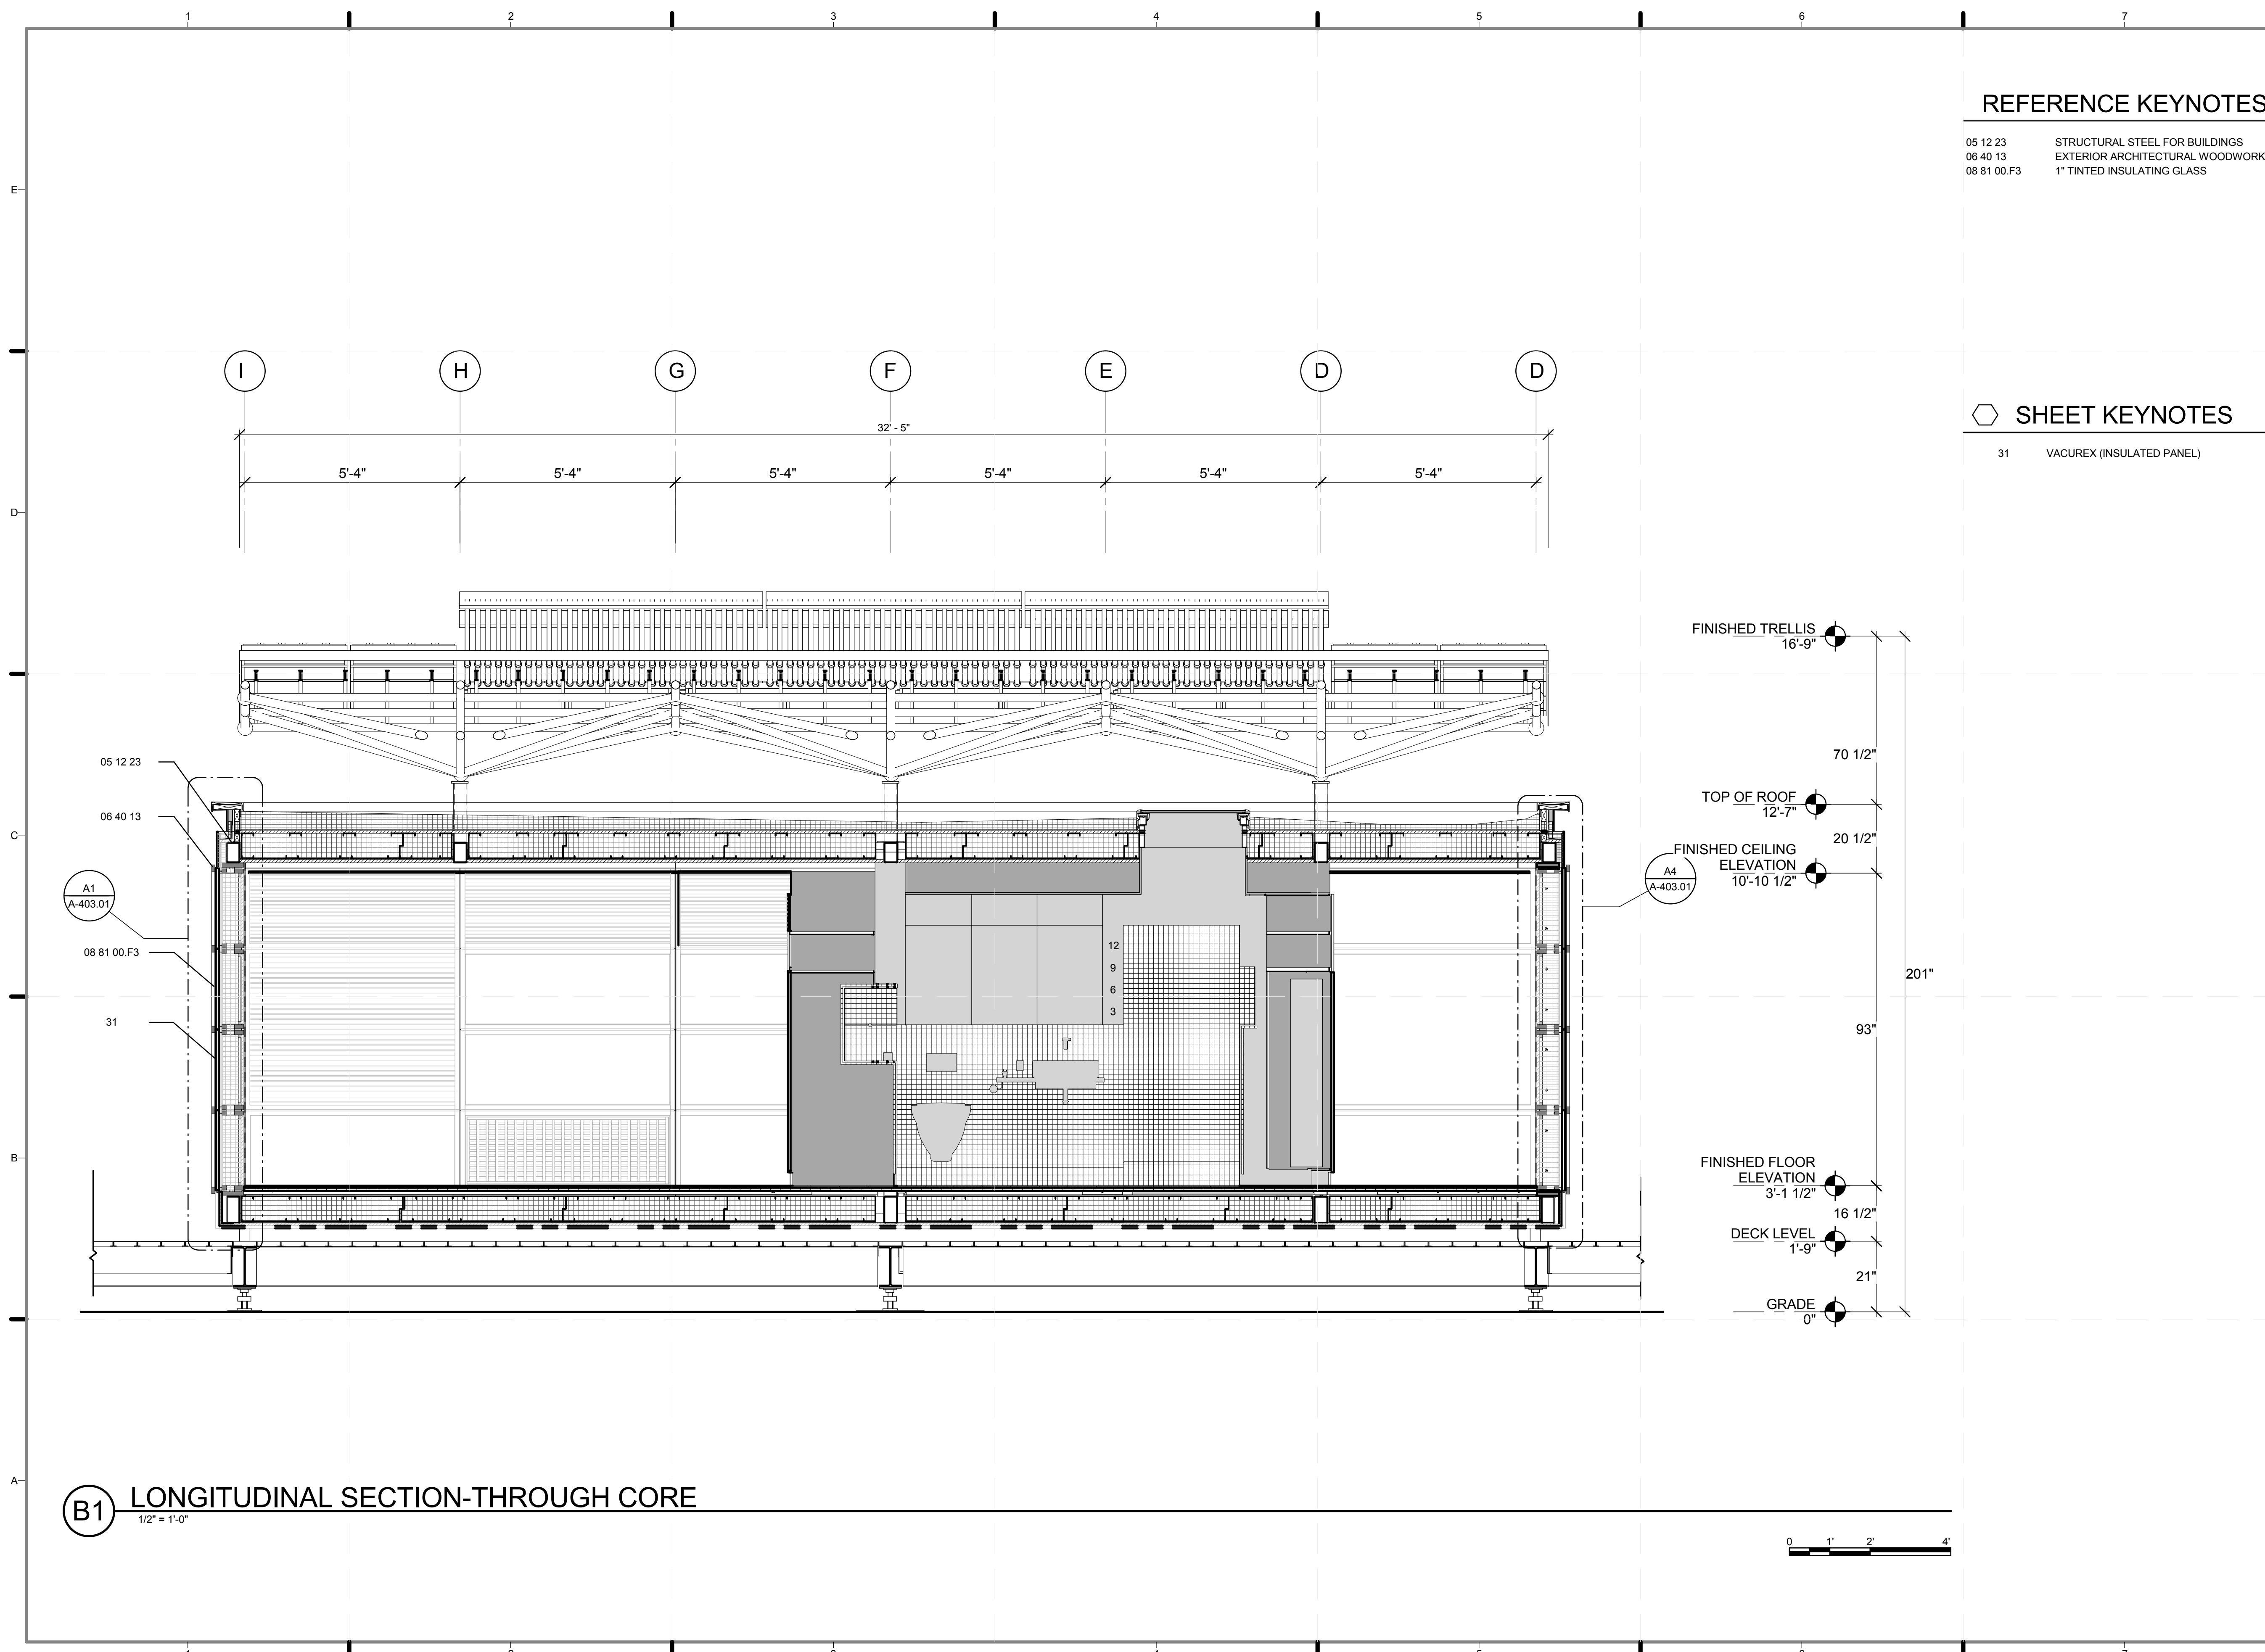 1 2 3 4 5 6 7
REFERENCE KEYNOTES
05 12 23 STRUCTURAL STEEL FOR BUILDINGS
06 40 13 EXTERIOR ARCHITECTURAL WOODWORK
08 81 00.F3 1" TINTED INSULATING GLASS
E
I H G F E D D
SHEET KEYNOTES
32' - 5"
31 VACUREX (INSULATED PANEL)
5'-4" 5'-4" 5'-4" 5'-4" 5'-4" 5'-4"
D
FINISHED TRELLIS
16'-9"
70 1/2"
05 12 23
TOP OF ROOF
12'-7"
06 40 13
C
20 1/2"
FINISHED CEILING
ELEVATION
10'-10 1/2"
A1
A-403.01
A4
A-403.01
12
9
6
3
08 81 00.F3
201"
31
93"
B
FINISHED FLOOR
ELEVATION
3'-1 1/2"
16 1/2"
DECK LEVEL
1'-9"
21"
GRADE
0"
A
B1 LONGITUDINAL SECTION-THROUGH CORE
1/2" = 1'-0"
0 1' 2' 4'